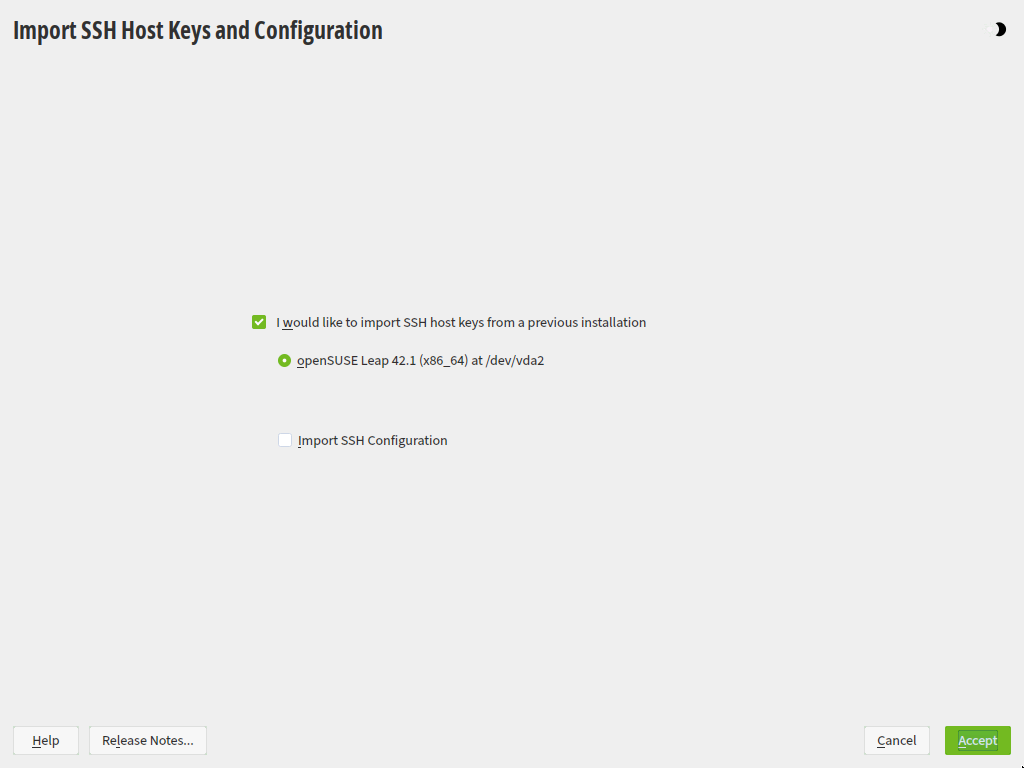 Import SSH Host Keys and Configuration
I would like to import SSH host keys from a previous installation
openSUSE Leap 42.1 (x86_64) at /dev/vda2
Import SSH Configuration
Help Release Notes... Cancel Accept